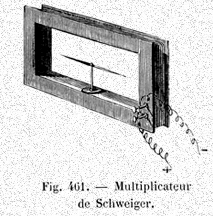 Fig. 461. — Multiplicateur
de Schweiger.